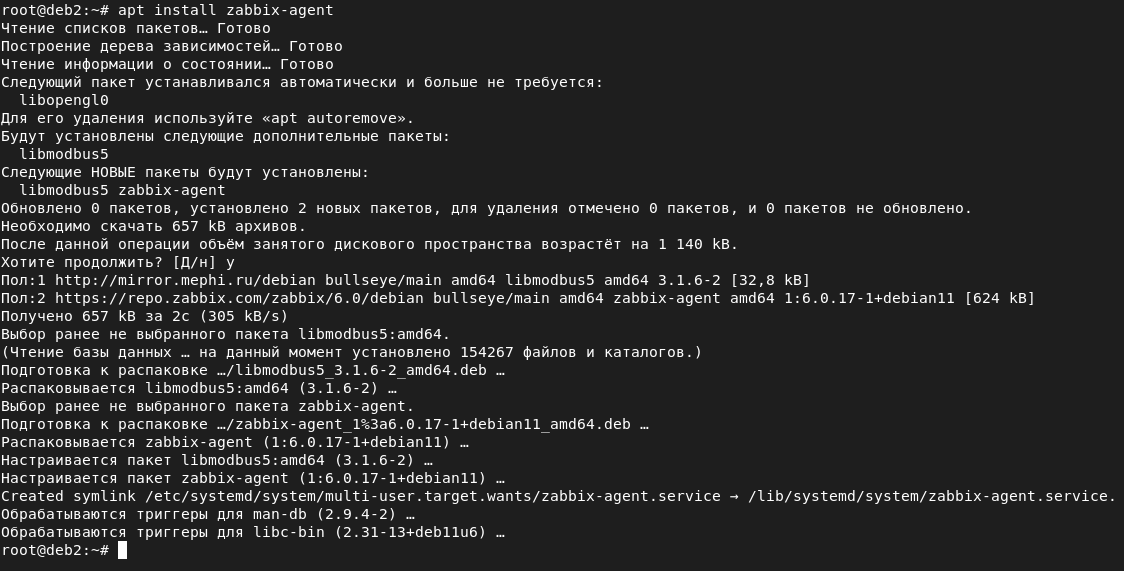 root@deb2:~# apt install zabbix-agent
Чтение списков пакетов… Готово
Построение дерева зависимостей… Готово
Чтение информации о состоянии… Готово
Следующий пакет устанавливался автоматически и больше не требуется:
  libopengl0
Для его удаления используйте «apt autoremove».
Будут установлены следующие дополнительные пакеты:
  libmodbus5
Следующие НОВЫЕ пакеты будут установлены:
  libmodbus5 zabbix-agent
Обновлено 0 пакетов, установлено 2 новых пакетов, для удаления отмечено 0 пакетов, и 0 пакетов не обновлено.
Необходимо скачать 657 kB архивов.
После данной операции объём занятого дискового пространства возрастёт на 1 140 kB.
Хотите продолжить? [Д/н] y
Пол:1 http://mirror.mephi.ru/debian bullseye/main amd64 libmodbus5 amd64 3.1.6-2 [32,8 kB]
Пол:2 https://repo.zabbix.com/zabbix/6.0/debian bullseye/main amd64 zabbix-agent amd64 1:6.0.17-1+debian11 [624 kB]
Получено 657 kB за 2с (305 kB/s)
Выбор ранее не выбранного пакета libmodbus5:amd64.
(Чтение базы данных … на данный момент установлено 154267 файлов и каталогов.)
Подготовка к распаковке …/libmodbus5_3.1.6-2_amd64.deb …
Распаковывается libmodbus5:amd64 (3.1.6-2) …
Выбор ранее не выбранного пакета zabbix-agent.
Подготовка к распаковке …/zabbix-agent_1%3a6.0.17-1+debian11_amd64.deb …
Распаковывается zabbix-agent (1:6.0.17-1+debian11) …
Настраивается пакет libmodbus5:amd64 (3.1.6-2) …
Настраивается пакет zabbix-agent (1:6.0.17-1+debian11) …
Created symlink /etc/systemd/system/multi-user.target.wants/zabbix-agent.service → /lib/systemd/system/zabbix-agent.service.
Обрабатываются триггеры для man-db (2.9.4-2) …
Обрабатываются триггеры для libc-bin (2.31-13+deb11u6) …
root@deb2:~#